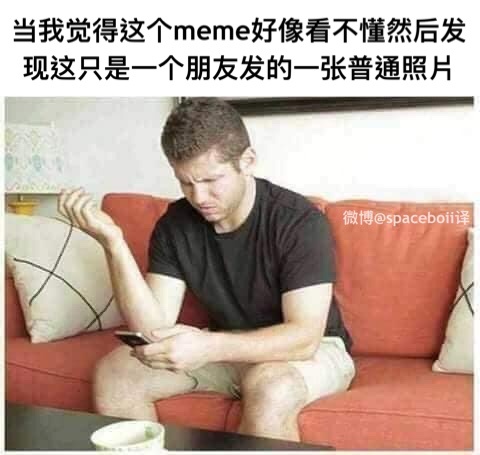 当我觉得这个meme好像看不懂然后发
现这只是一个朋友发的一张普通照片
微博@spaceboii译